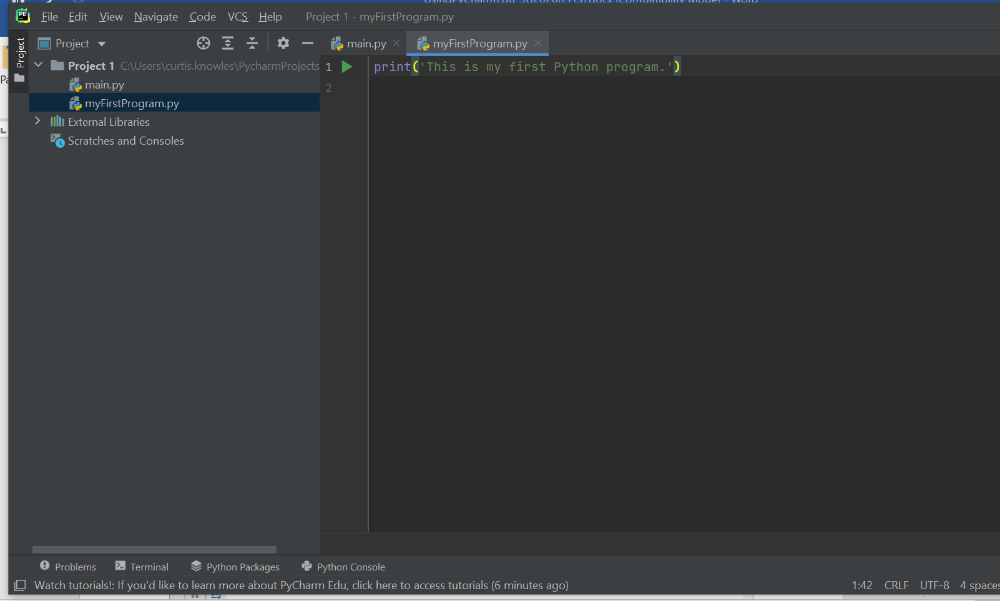 File Edit View Navigate Code VCS Help Project 1 - myFirstProgram.py
Project
Project
main.py
myFirstProgram.py
Project 1 C:\Users\curtis.knowles\PycharmProjects
main.py
myFirstProgram.py
External Libraries
Scratches and Consoles
1 print('This is my first Python program.')
2
Problems Terminal Python Packages Python Console
Watch tutorials!: If you'd like to learn more about PyCharm Edu, click here to access tutorials (6 minutes ago) 1:42 CRLF UTF-8 4 spaces